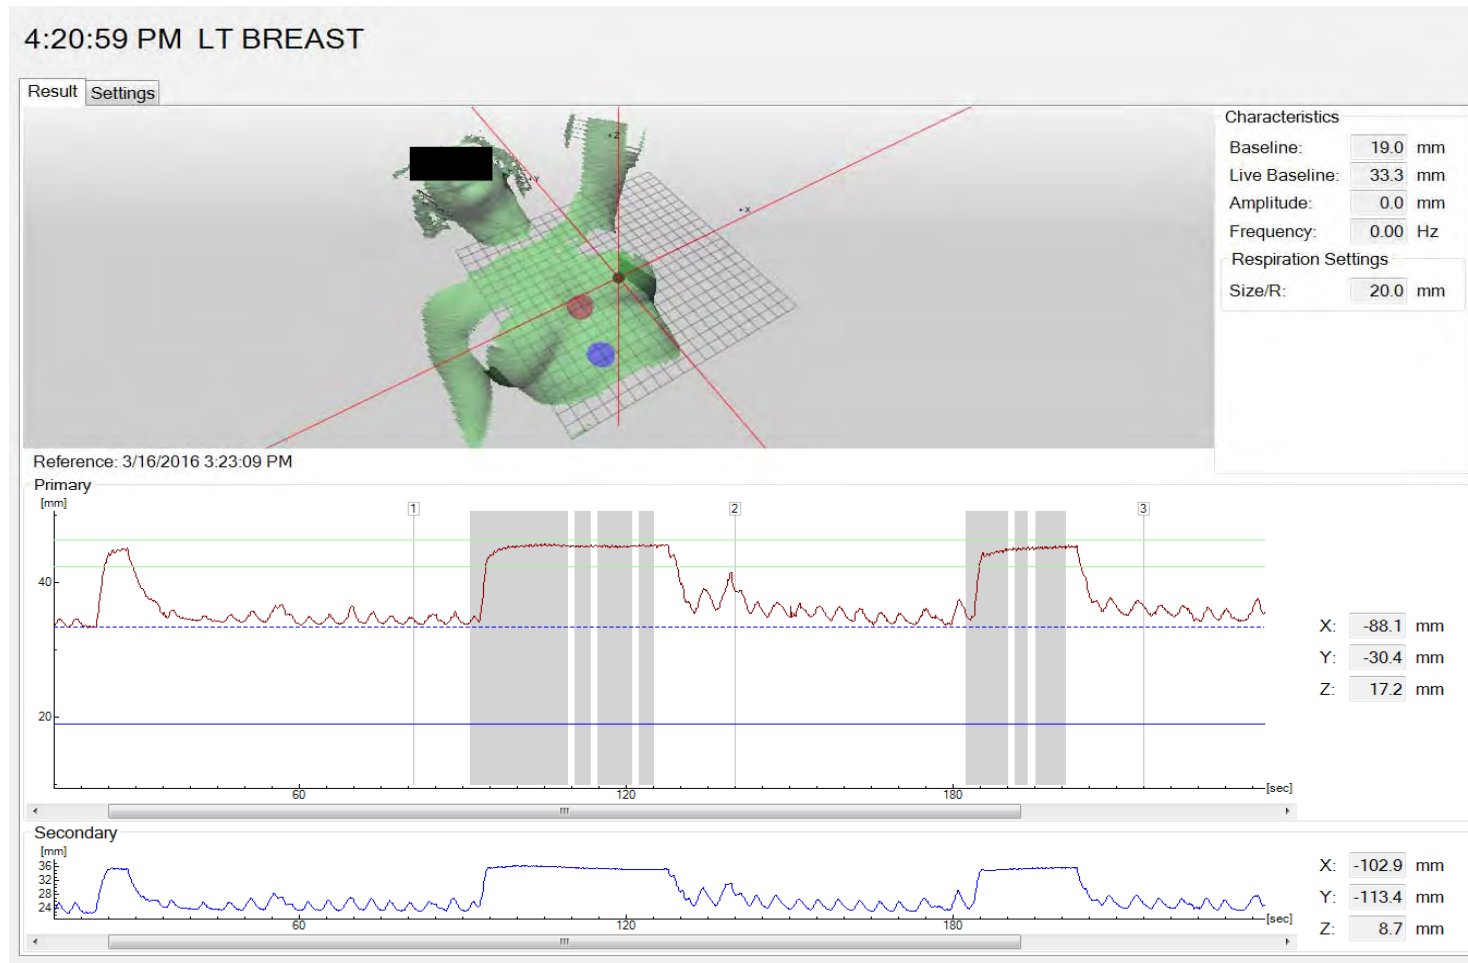 4:20:59 PM LT BREAST
Result Settings
+Z
+Y
+X
Characteristics
Baseline: 19.0 mm
Live Baseline: 33.3 mm
Amplitude: 0.0 mm
Frequency: 0.00 Hz
Respiration Settings
Size/R: 20.0 mm
Reference: 3/16/2016 3:23:09 PM
Primary
[mm]
1 2 3
40
20
60 120 180 [sec]
X: -88.1 mm
Y: -30.4 mm
Z: 17.2 mm
Secondary
[mm]
36
32
28
24
60 120 180 [sec]
X: -102.9 mm
Y: -113.4 mm
Z: 8.7 mm